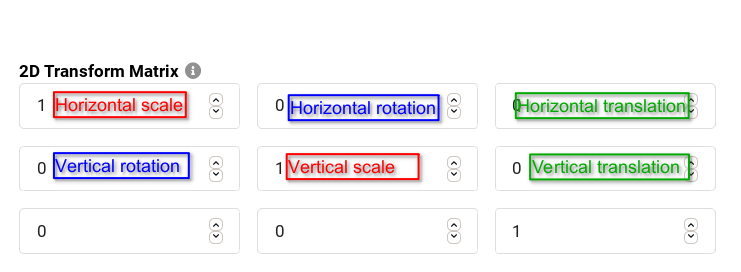 2D Transform Matrix
1 Horizontal scale 0 Horizontal rotation 0 Horizontal translation
0 Vertical rotation 1 Vertical scale 0 Vertical translation
0 0 1